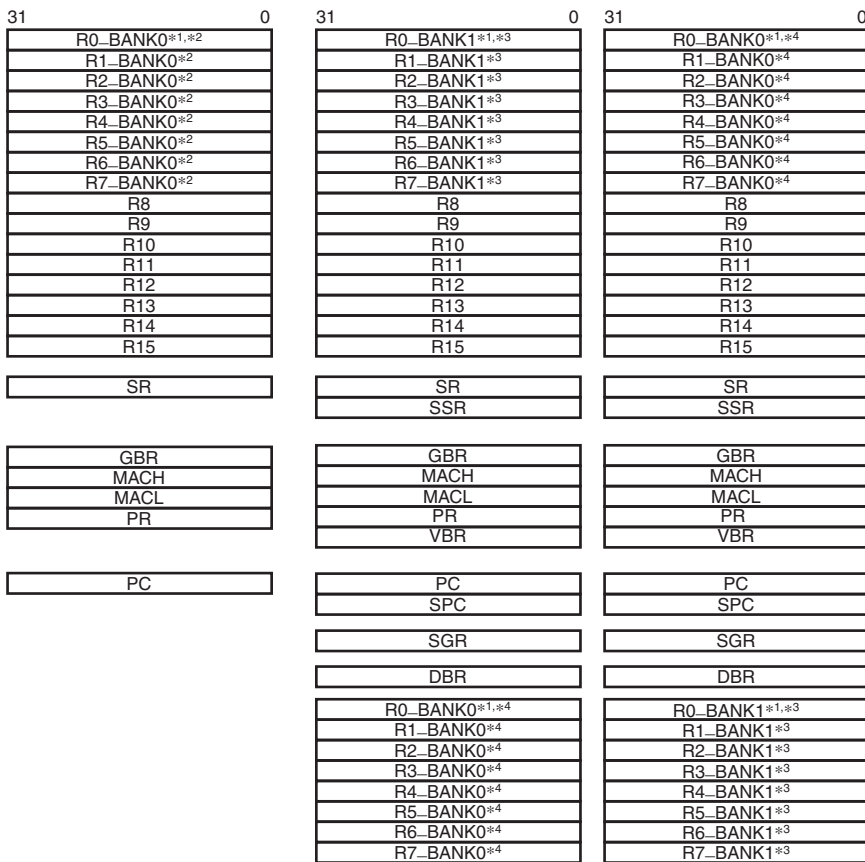 31 0
R0_BANK0*1,*2
R1_BANK0*2
R2_BANK0*2
R3_BANK0*2
R4_BANK0*2
R5_BANK0*2
R6_BANK0*2
R7_BANK0*2
R8
R9
R10
R11
R12
R13
R14
R15
SR
GBR
MACH
MACL
PR
PC
31 0
R0_BANK1*1,*3
R1_BANK1*3
R2_BANK1*3
R3_BANK1*3
R4_BANK1*3
R5_BANK1*3
R6_BANK1*3
R7_BANK1*3
R8
R9
R10
R11
R12
R13
R14
R15
SR
SSR
GBR
MACH
MACL
PR
VBR
PC
SPC
SGR
DBR
R0_BANK0*1,*4
R1_BANK0*4
R2_BANK0*4
R3_BANK0*4
R4_BANK0*4
R5_BANK0*4
R6_BANK0*4
R7_BANK0*4
31 0
R0_BANK0*1,*4
R1_BANK0*4
R2_BANK0*4
R3_BANK0*4
R4_BANK0*4
R5_BANK0*4
R6_BANK0*4
R7_BANK0*4
R8
R9
R10
R11
R12
R13
R14
R15
SR
SSR
GBR
MACH
MACL
PR
VBR
PC
SPC
SGR
DBR
R0_BANK1*1,*3
R1_BANK1*3
R2_BANK1*3
R3_BANK1*3
R4_BANK1*3
R5_BANK1*3
R6_BANK1*3
R7_BANK1*3